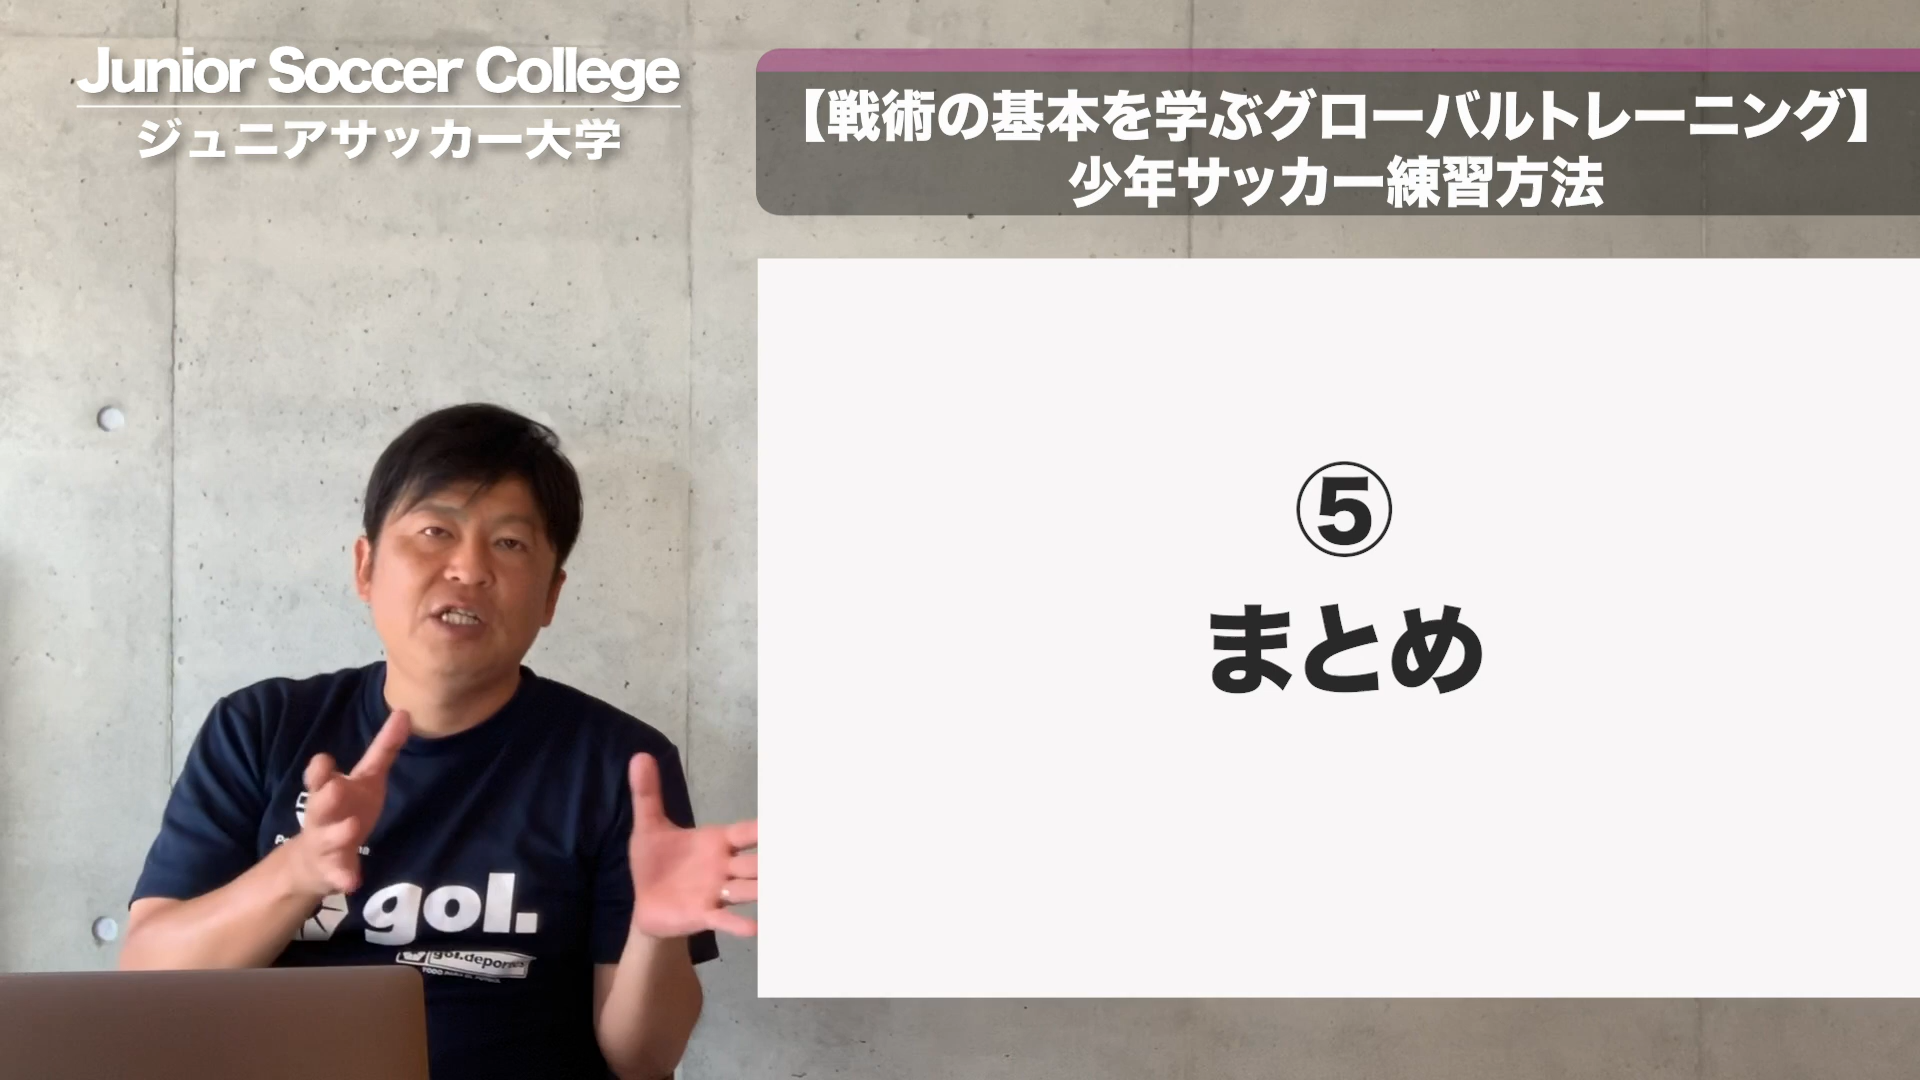 Junior Soccer College
ジュニアサッカー大学
【戦術の基本を学ぶグローバルトレーニング】
少年サッカー練習方法
⑤
まとめ
gol.
gol.deportes